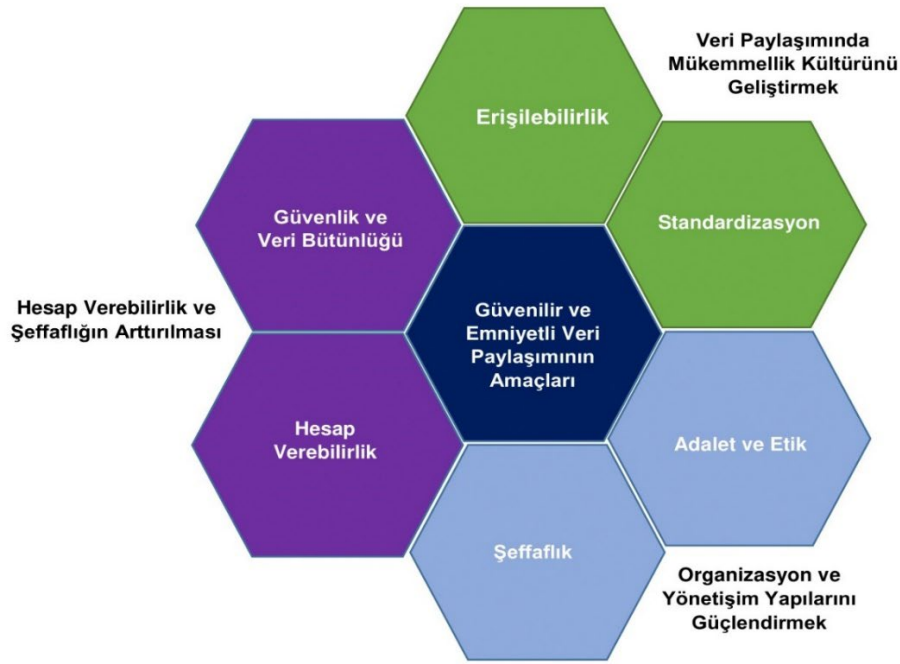 Veri Paylaşımında
Mükemmellik Kültürünü
Geliştirmek
Erişilebilirlik
Güvenlik ve
Veri Bütünlüğü
Standardizasyon
Hesap Verebilirlik ve
Şeffaflığın Arttırılması
Güvenilir ve
Emniyetli Veri
Paylaşımının
Amaçları
Hesap
Verebilirlik
Adalet ve Etik
Şeffaflık
Organizasyon ve
Yönetişim Yapılarını
Güçlendirmek